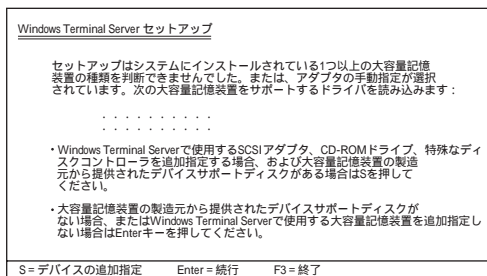 Windows Terminal Server セットアップ
セットアップはシステムにインストールされている1つ以上の大容量記憶
装置の種類を判断できませんでした。または、アダプタの手動指定が選択
されています。次の大容量記憶装置をサポートするドライバを読み込みます：
. . . . . . . . . .
. . . . . . . . . .
・Windows Terminal Serverで使用するSCSIアダプタ、CD-ROMドライブ、特殊なディ
スクコントローラを追加指定する場合、および大容量記憶装置の製造
元から提供されたデバイスサポートディスクがある場合はSを押して
ください。
・大容量記憶装置の製造元から提供されたデバイスサポートディスクが
ない場合、またはWindows Terminal Serverで使用する大容量記憶装置を追加指定し
ない場合はEnterキーを押してください。
S＝デバイスの追加指定 Enter＝続行 F3＝終了